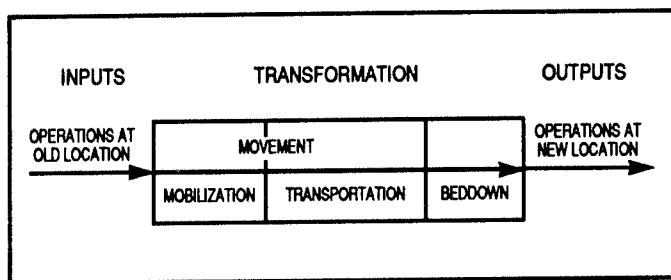 INPUTS TRANSFORMATION OUTPUTS
OPERATIONS AT OLD LOCATION
MOVEMENT
OPERATIONS AT NEW LOCATION
MOBILIZATION TRANSPORTATION BEDDOWN